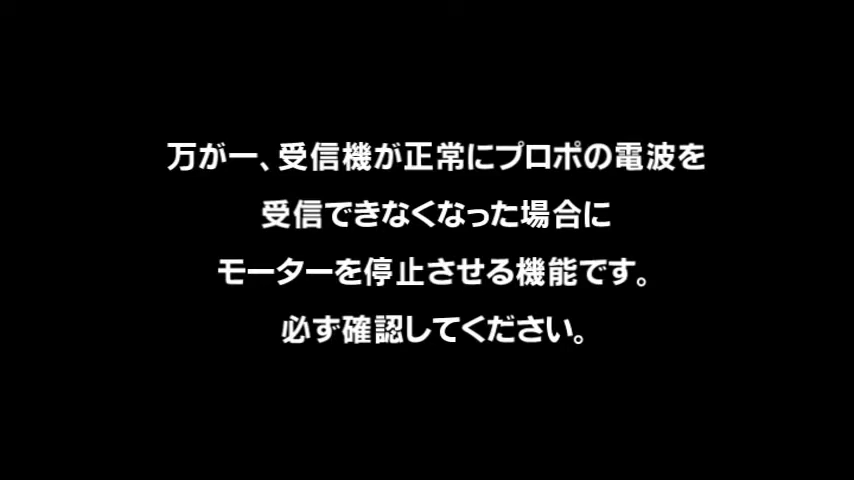 万が一、受信機が正常にプロポの電波を
受信できなくなった場合に
モーターを停止させる機能です。
必ず確認してください。